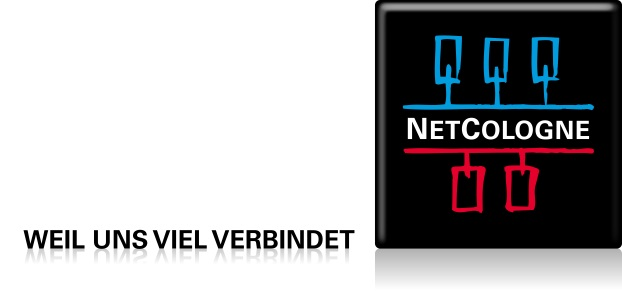 NETCOLOGNE
WEIL UNS VIEL VERBINDET